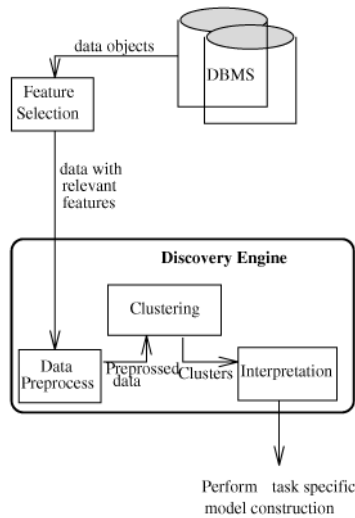 data objects
DBMS
Feature
Selection
data with
relevant
features
Discovery Engine
Clustering
Data
Preprocess
Preprossed
data
Clusters
Interpretation
Perform task specific
model construction